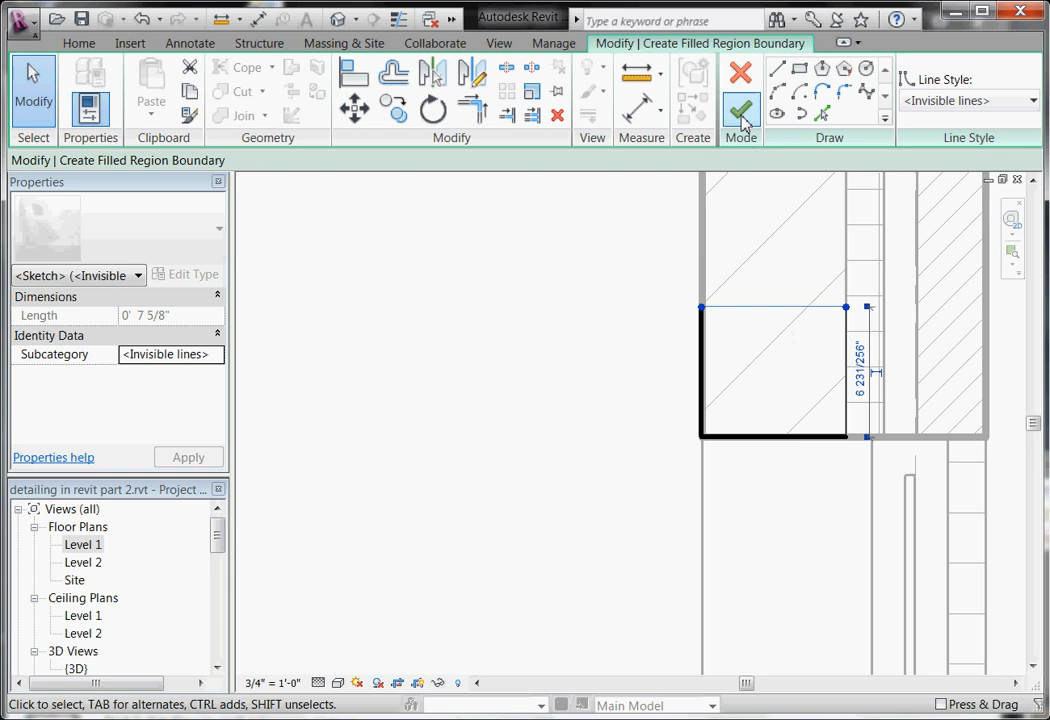 Autodesk Revit ...
Type a keyword or phrase
Home
Insert
Annotate
Structure
Massing & Site
Collaborate
View
Manage
Modify | Create Filled Region Boundary
Modify
Paste
Cope
Cut
Join
Line Style:
<Invisible lines>
Select
Properties
Clipboard
Geometry
Modify
View
Measure
Create
Mode
Draw
Line Style
Modify | Create Filled Region Boundary
Properties
<Sketch> (<Invisible
Edit Type
Dimensions
Length
0' 7 5/8"
Identity Data
Subcategory
<Invisible lines>
Properties help
Apply
6 231/256"
2D
detailing in revit part 2.rvt - Project ...
Views (all)
Floor Plans
Level 1
Level 2
Site
Ceiling Plans
Level 1
Level 2
3D Views
{3D}
3/4" = 1'-0"
Click to select, TAB for alternates, CTRL adds, SHIFT unselects.
Main Model
Press & Drag